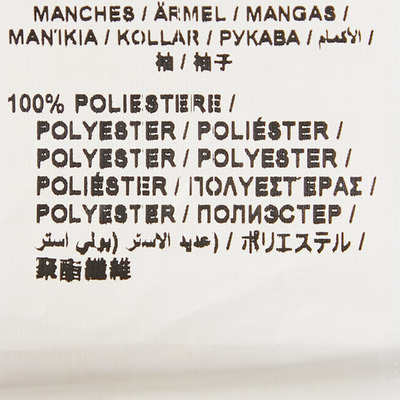 MANCHES / ÄRMEL / MANGAS /
MANIKIA / KOLLAR / РУКАВА / الأكمام /
袖 / 袖子
100% POLIESTERE /
POLYESTER / POLIÉSTER /
POLYESTER / POLYESTER /
POLIÉSTER / ΠΟΛΥΕΣΤΕΡΑΣ /
POLYESTER / ПОЛИЭСТЕР /
عديد الاستر (بولي استر) / ポリエステル /
聚酯纖維